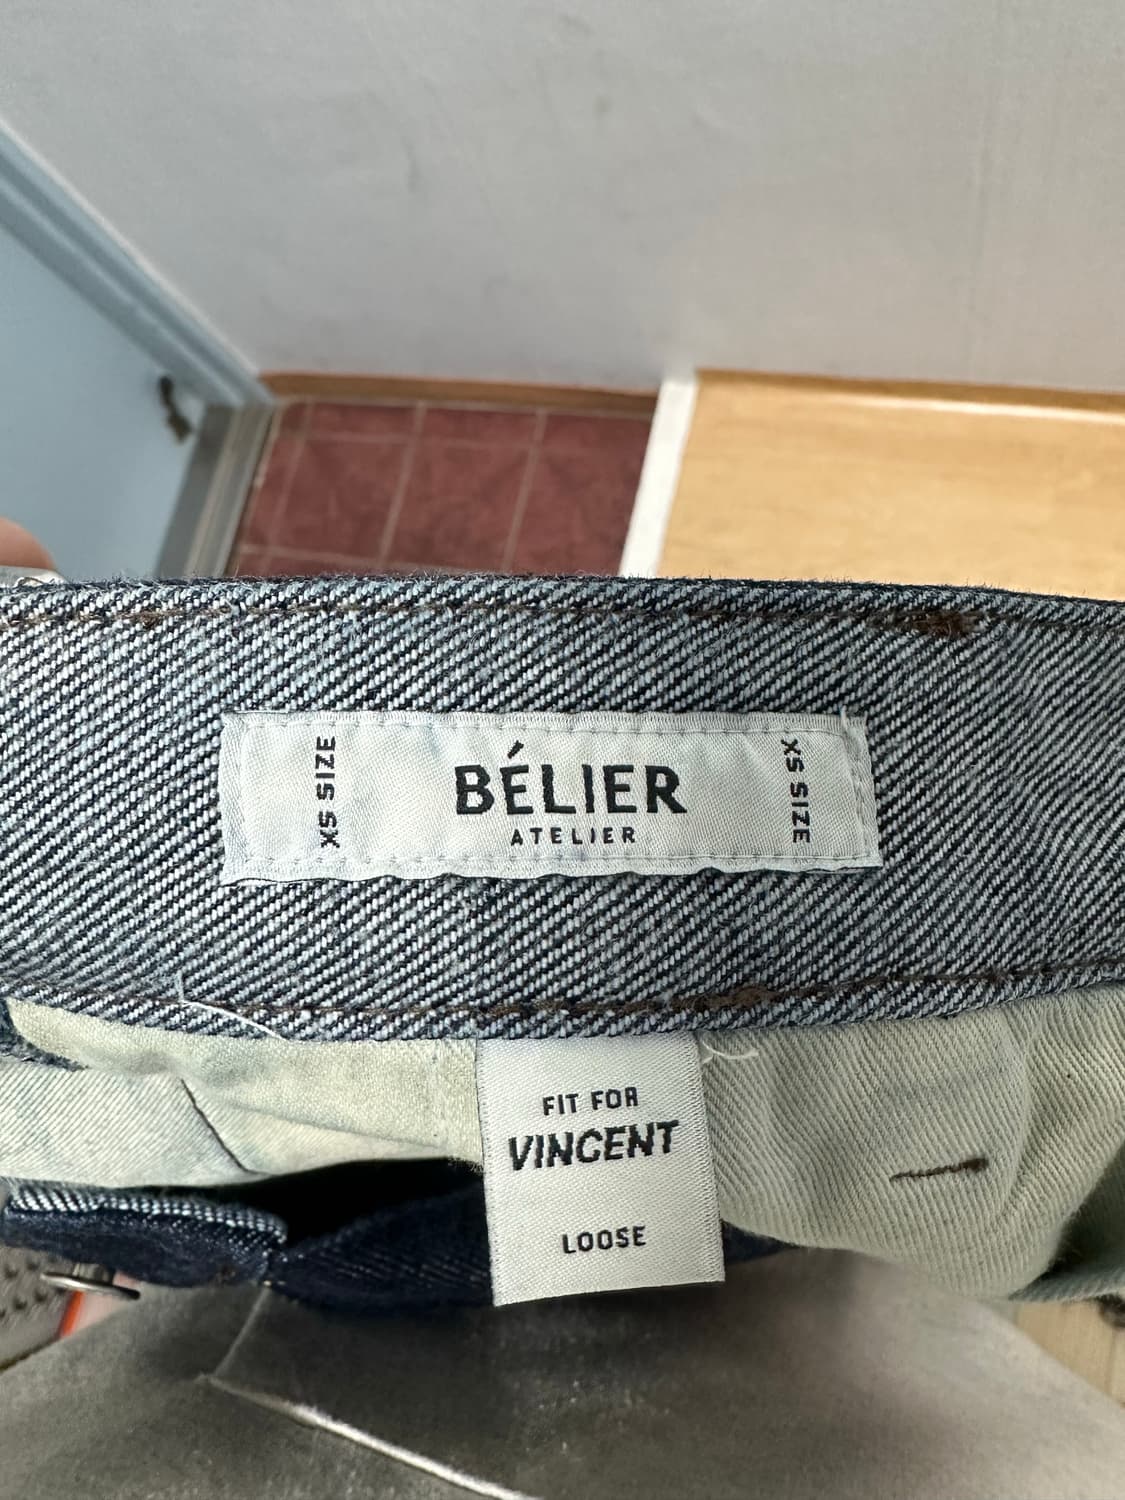 XS SIZE
BÉLIER
ATELIER
XS SIZE
FIT FOR
VINCENT
LOOSE